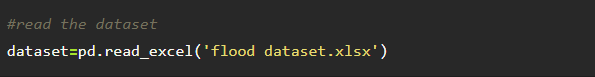 #read the dataset
dataset=pd.read_excel('flood dataset.xlsx')